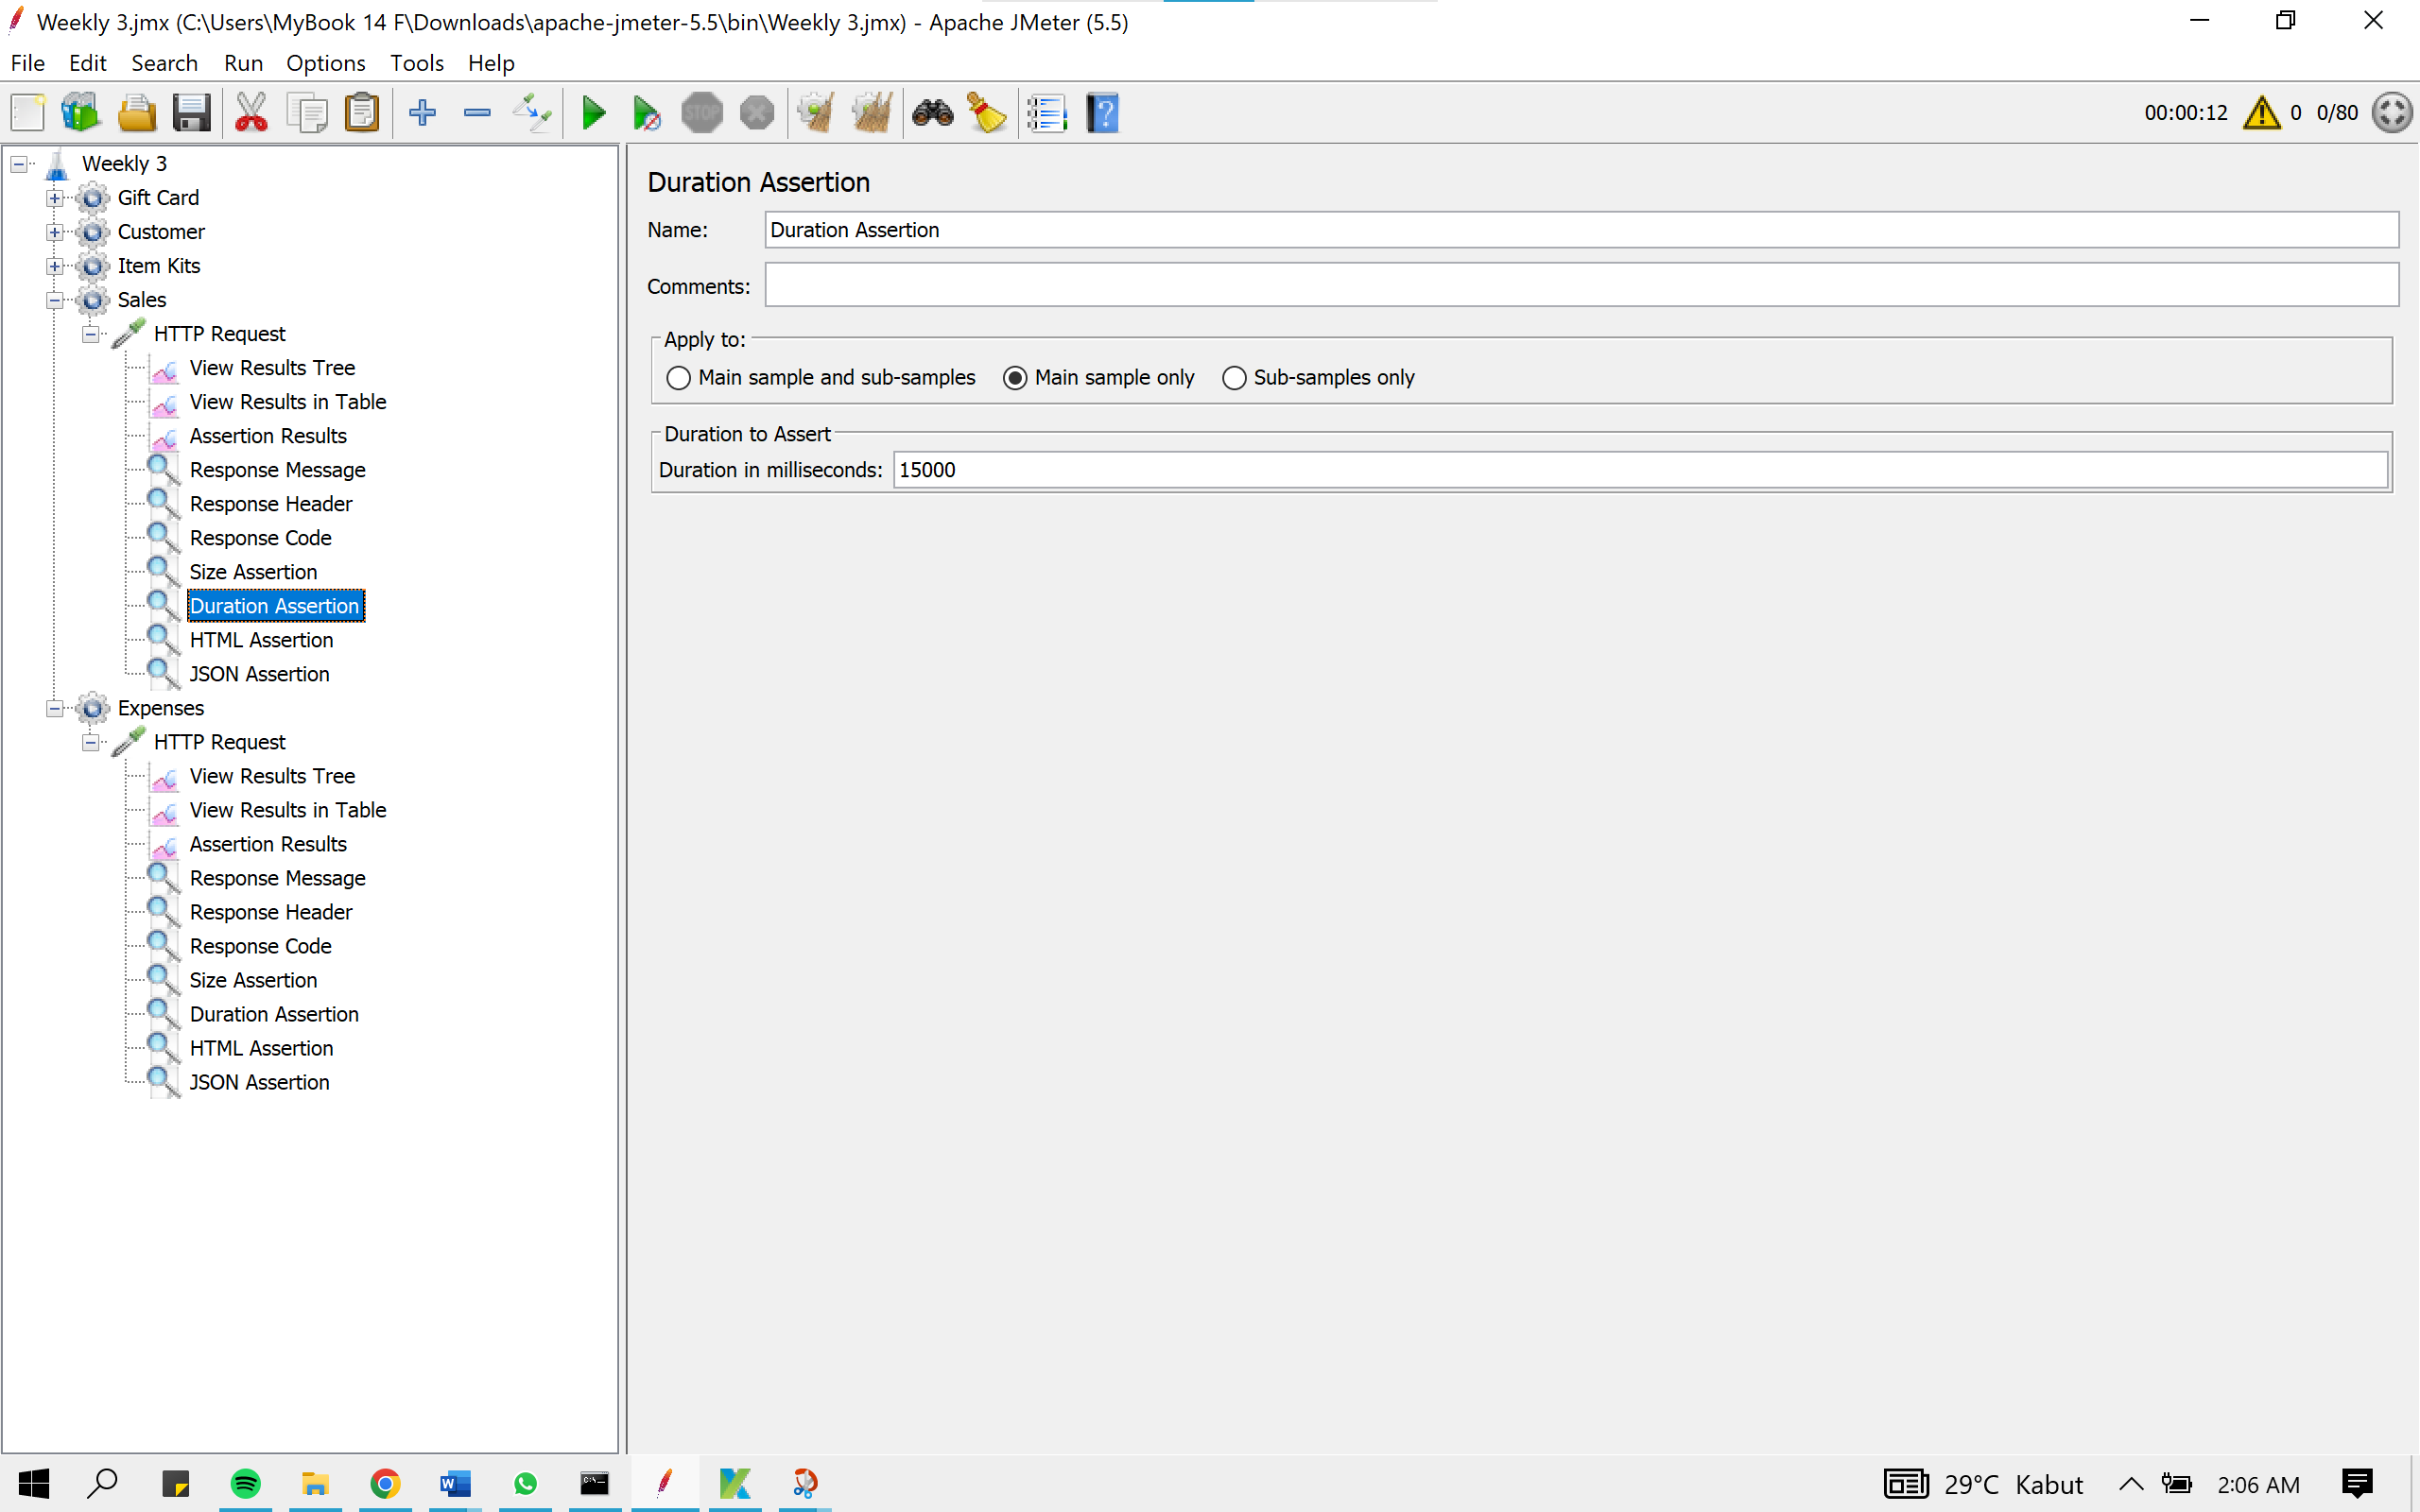 Weekly 3.jmx (C:\Users\MyBook 14 F\Downloads\apache-jmeter-5.5\bin\Weekly 3.jmx) - Apache JMeter (5.5)
File Edit Search Run Options Tools Help
STOP
00:00:12 0 0/80
Weekly 3
Gift Card
Customer
Item Kits
Sales
HTTP Request
View Results Tree
View Results in Table
Assertion Results
Response Message
Response Header
Response Code
Size Assertion
Duration Assertion
HTML Assertion
JSON Assertion
Expenses
HTTP Request
View Results Tree
View Results in Table
Assertion Results
Response Message
Response Header
Response Code
Size Assertion
Duration Assertion
HTML Assertion
JSON Assertion
Duration Assertion
Name: Duration Assertion
Comments:
Apply to:
Main sample and sub-samples Main sample only Sub-samples only
Duration to Assert
Duration in milliseconds: 15000
29°C Kabut 2:06 AM